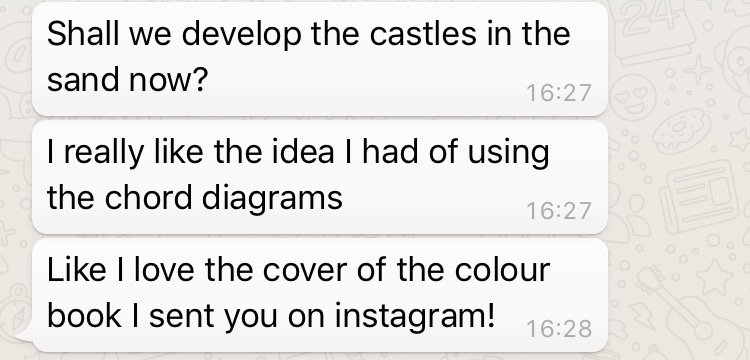 Shall we develop the castles in the
sand now?
16:27
I really like the idea I had of using
the chord diagrams
16:27
Like I love the cover of the colour
book I sent you on instagram!
16:28